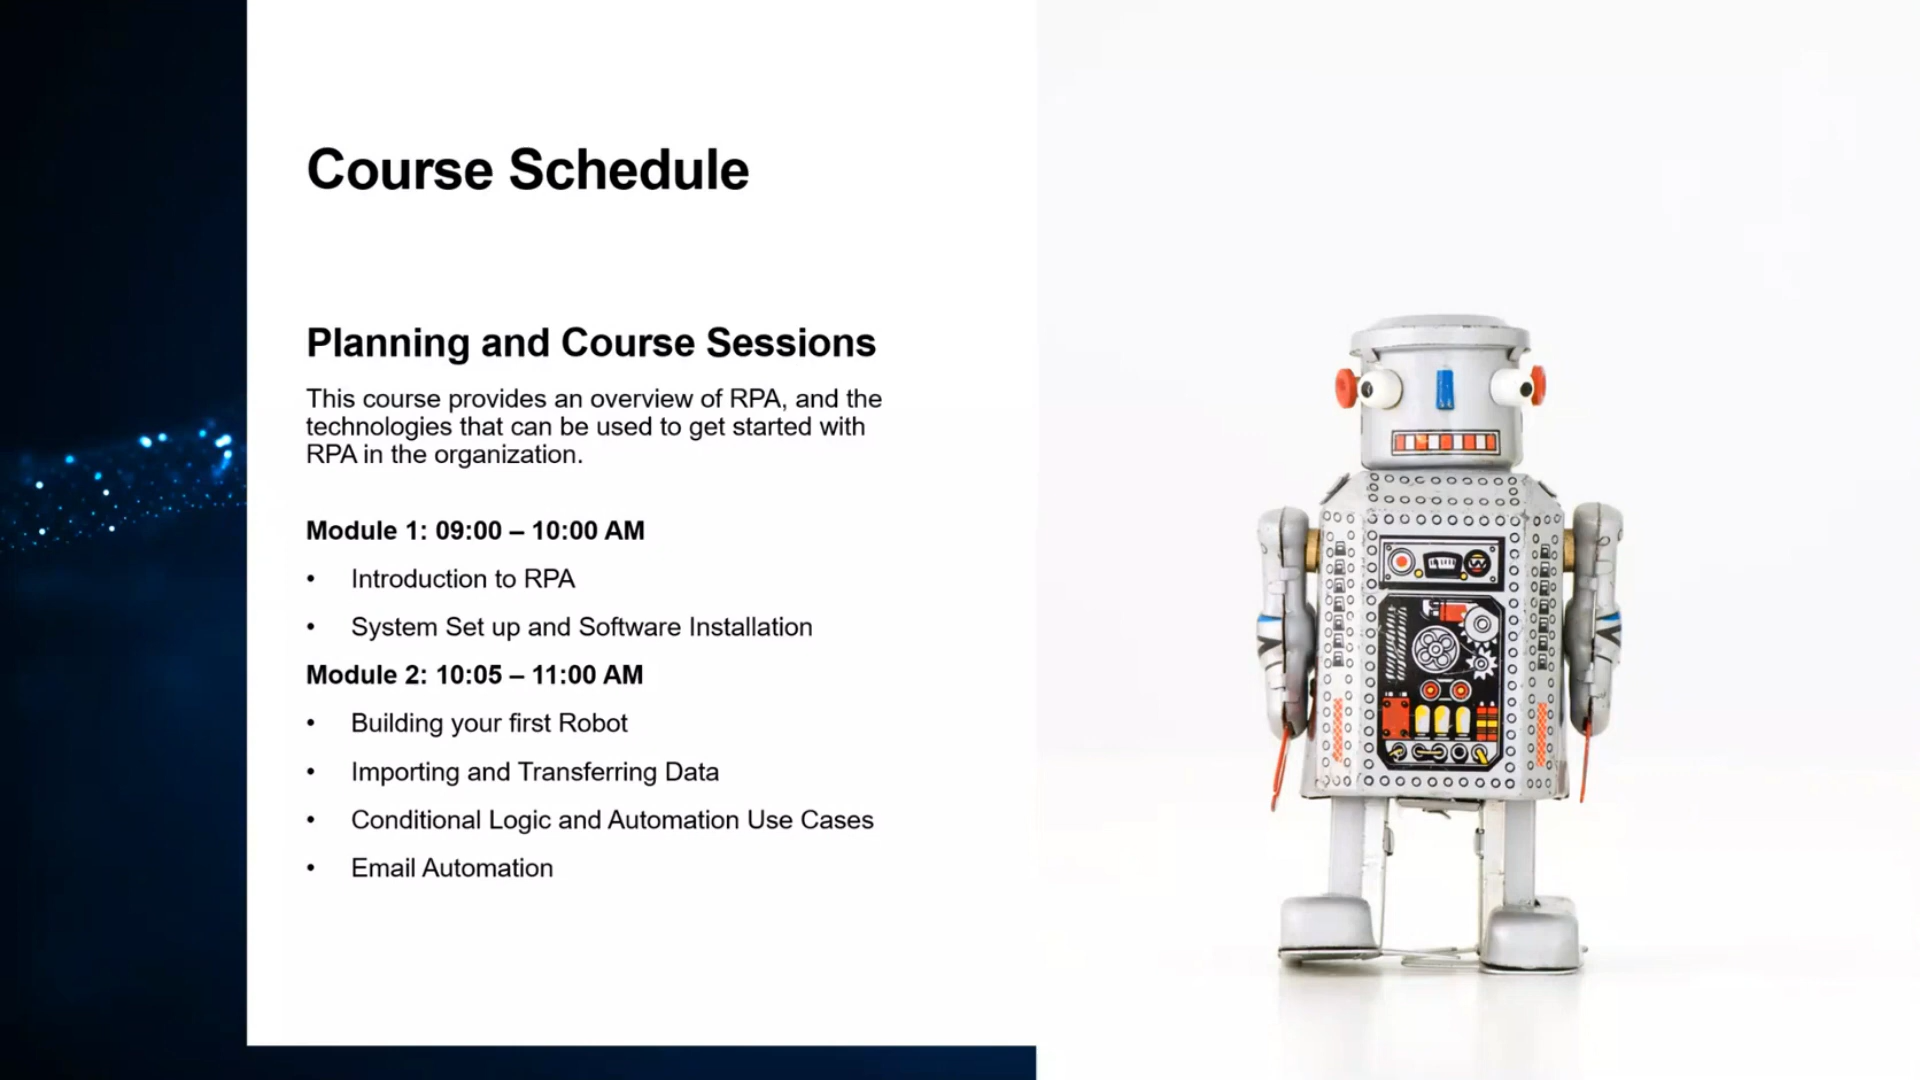 Course Schedule
Planning and Course Sessions
This course provides an overview of RPA, and the
technologies that can be used to get started with
RPA in the organization.
Module 1: 09:00 – 10:00 AM
• Introduction to RPA
• System Set up and Software Installation
Module 2: 10:05 – 11:00 AM
• Building your first Robot
• Importing and Transferring Data
• Conditional Logic and Automation Use Cases
• Email Automation